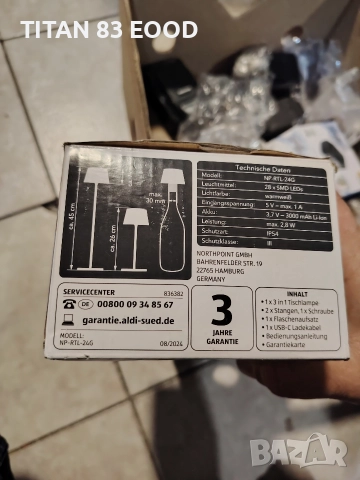 TITAN 83 EOOD
Technische Daten
Modell: NP-RTL-24G
Leuchtmittel: 28 x SMD LEDs
Lichtfarbe: warmweiß
Eingangsspannung: 5 V⎓ max. 1 A
Akku: 3,7 V⎓ 3000 mAh Li-Ion
Leistung: max. 2,8 W
Schutzart: IP54
Schutzklasse: III
ca. 45 cm
ca. 26 cm
max.
30 mm
NORTHPOINT GMBH
BAHRENFELDER STR. 19
22765 HAMBURG
GERMANY
SERVICECENTER 836382
DE 00800 09 34 85 67
garantie.aldi-sued.de
MODELL:
NP-RTL-24G 08/2024
3
JAHRE
GARANTIE
INHALT
• 1 x 3 in 1 Tischlampe
• 2 x Stangen, 1 x Schraube
• 1 x Flaschenaufsatz
• 1 x USB-C Ladekabel
• Bedienungsanleitung
• Garantiekarte
BAZAR